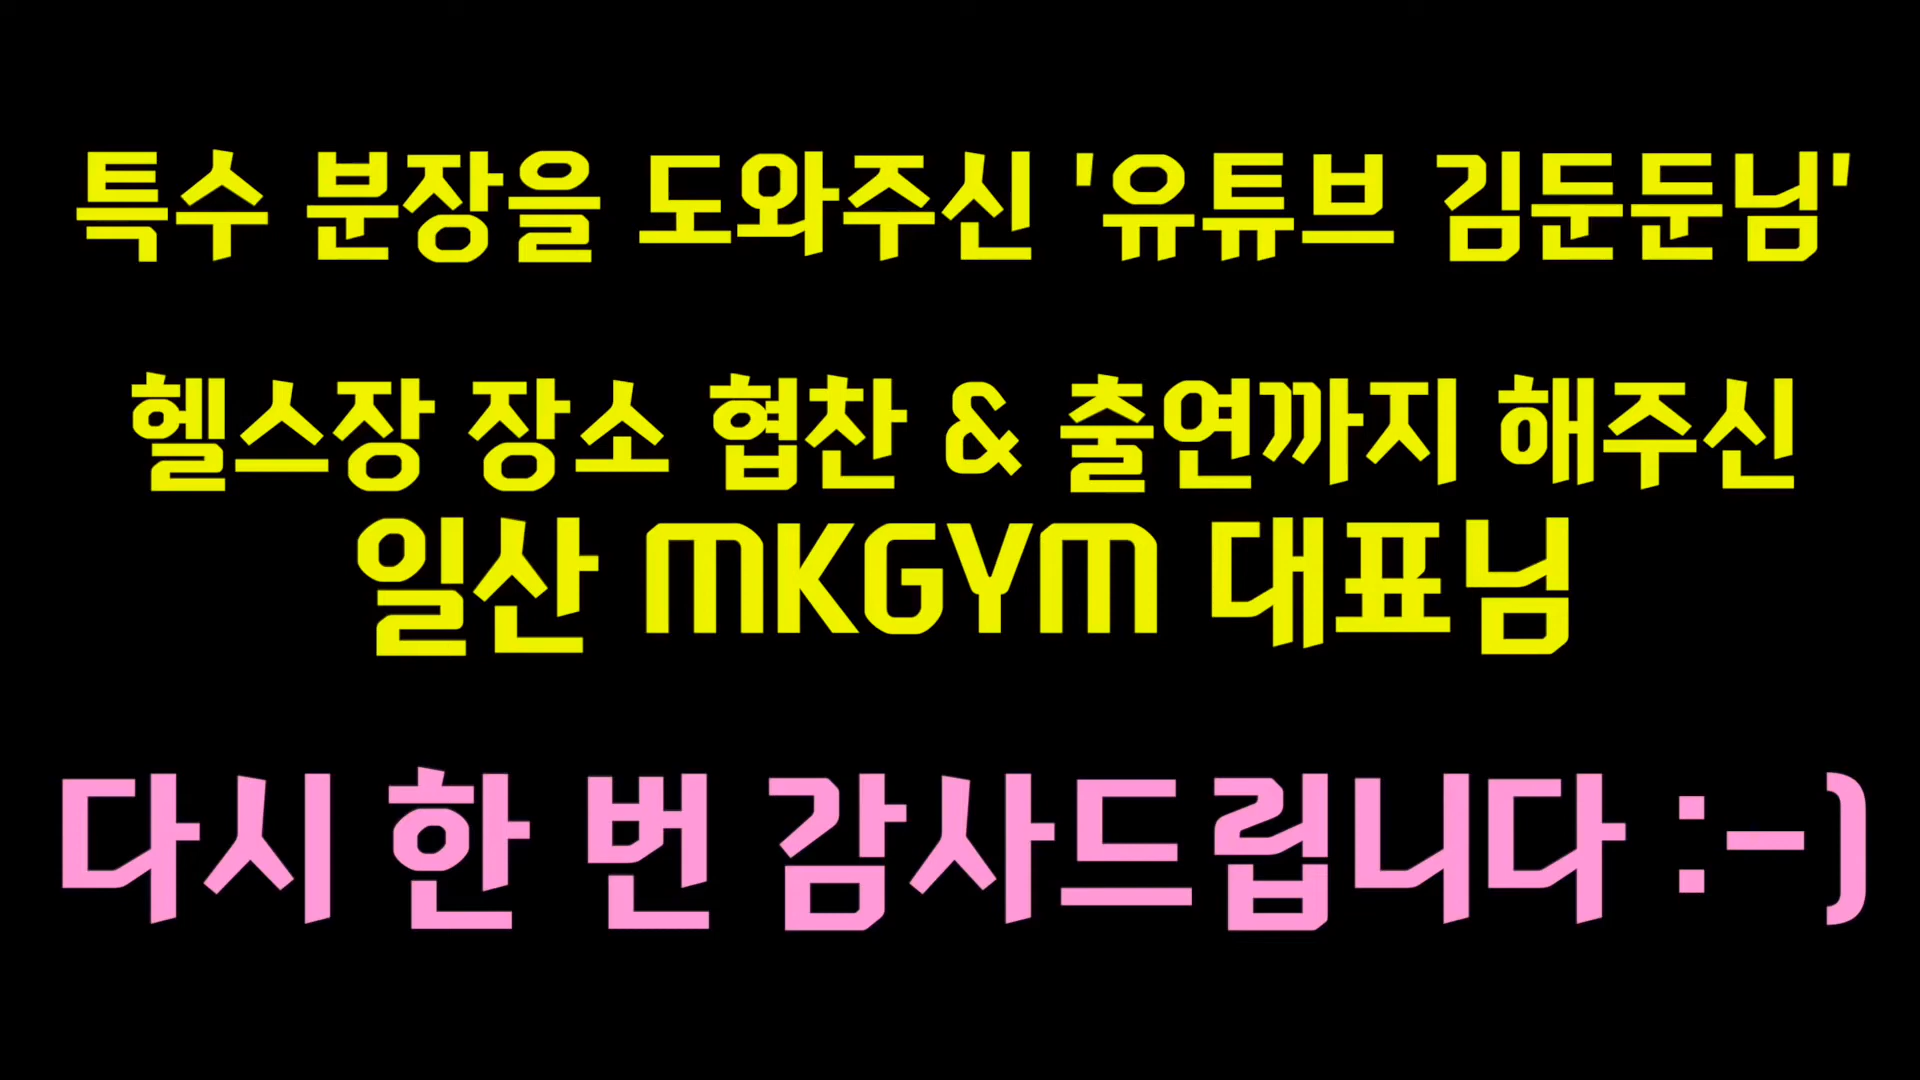 특수 분장을 도와주신 '유튜브 김둔둔님'
헬스장 장소 협찬 & 출연까지 해주신
일산 MKGYM 대표님
다시 한 번 감사드립니다 :-)